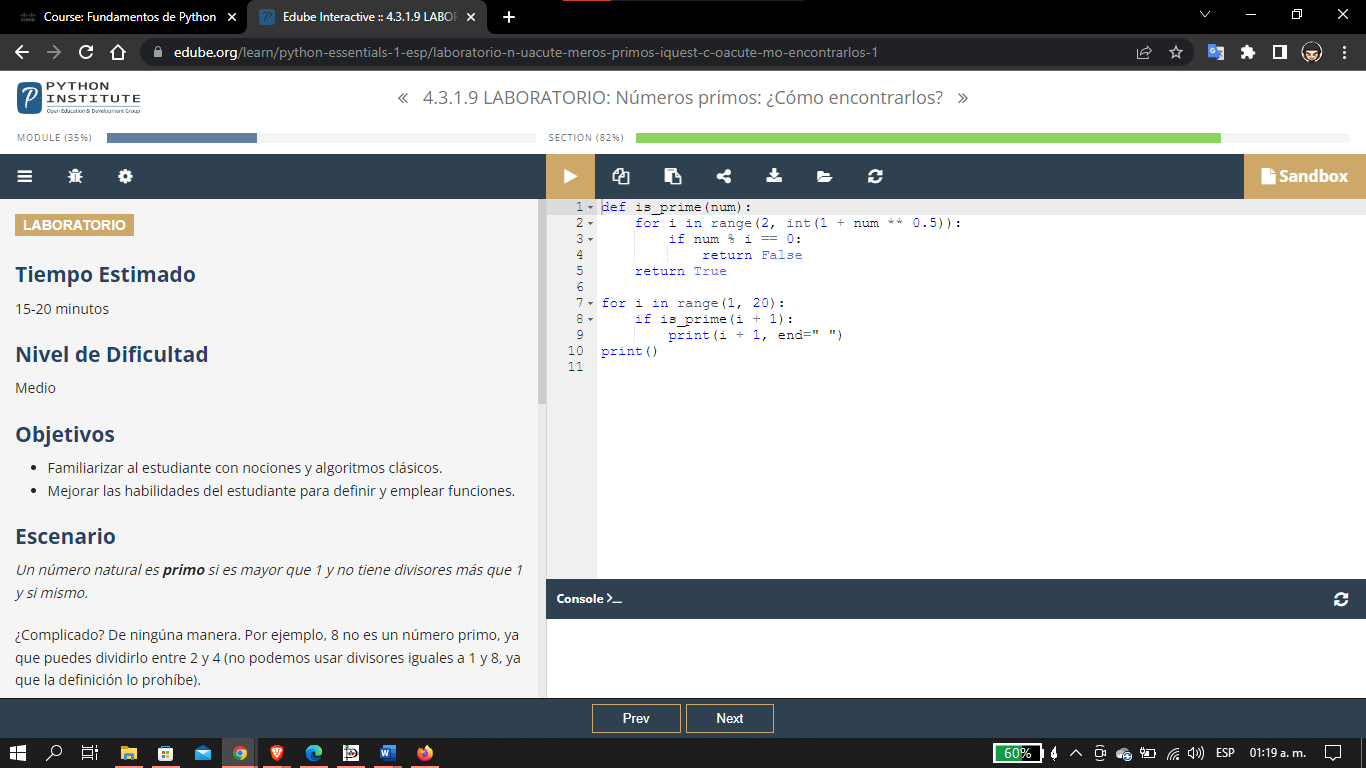 Course: Fundamentos de Python
Edube Interactive :: 4.3.1.9 LABOR
edube.org/learn/python-essentials-1-esp/laboratorio-n-uacute-meros-primos-iquest-c-oacute-mo-encontrarlos-1
PYTHON
INSTITUTE
Open Education & Development Group
« 4.3.1.9 LABORATORIO: Números primos: ¿Cómo encontrarlos? »
MODULE (35%)
SECTION (82%)
Sandbox
LABORATORIO
Tiempo Estimado
15-20 minutos
Nivel de Dificultad
Medio
Objetivos
• Familiarizar al estudiante con nociones y algoritmos clásicos.
• Mejorar las habilidades del estudiante para definir y emplear funciones.
Escenario
Un número natural es primo si es mayor que 1 y no tiene divisores más que 1
y si mismo.
¿Complicado? De ningúna manera. Por ejemplo, 8 no es un número primo, ya
que puedes dividirlo entre 2 y 4 (no podemos usar divisores iguales a 1 y 8, ya
que la definición lo prohíbe).
1 def is_prime(num):
2     for i in range(2, int(1 + num ** 0.5)):
3         if num % i == 0:
4             return False
5     return True
6
7 for i in range(1, 20):
8     if is_prime(i + 1):
9         print(i + 1, end=" ")
10 print()
11
Console >_
Prev
Next
60%
ESP
01:19 a. m.